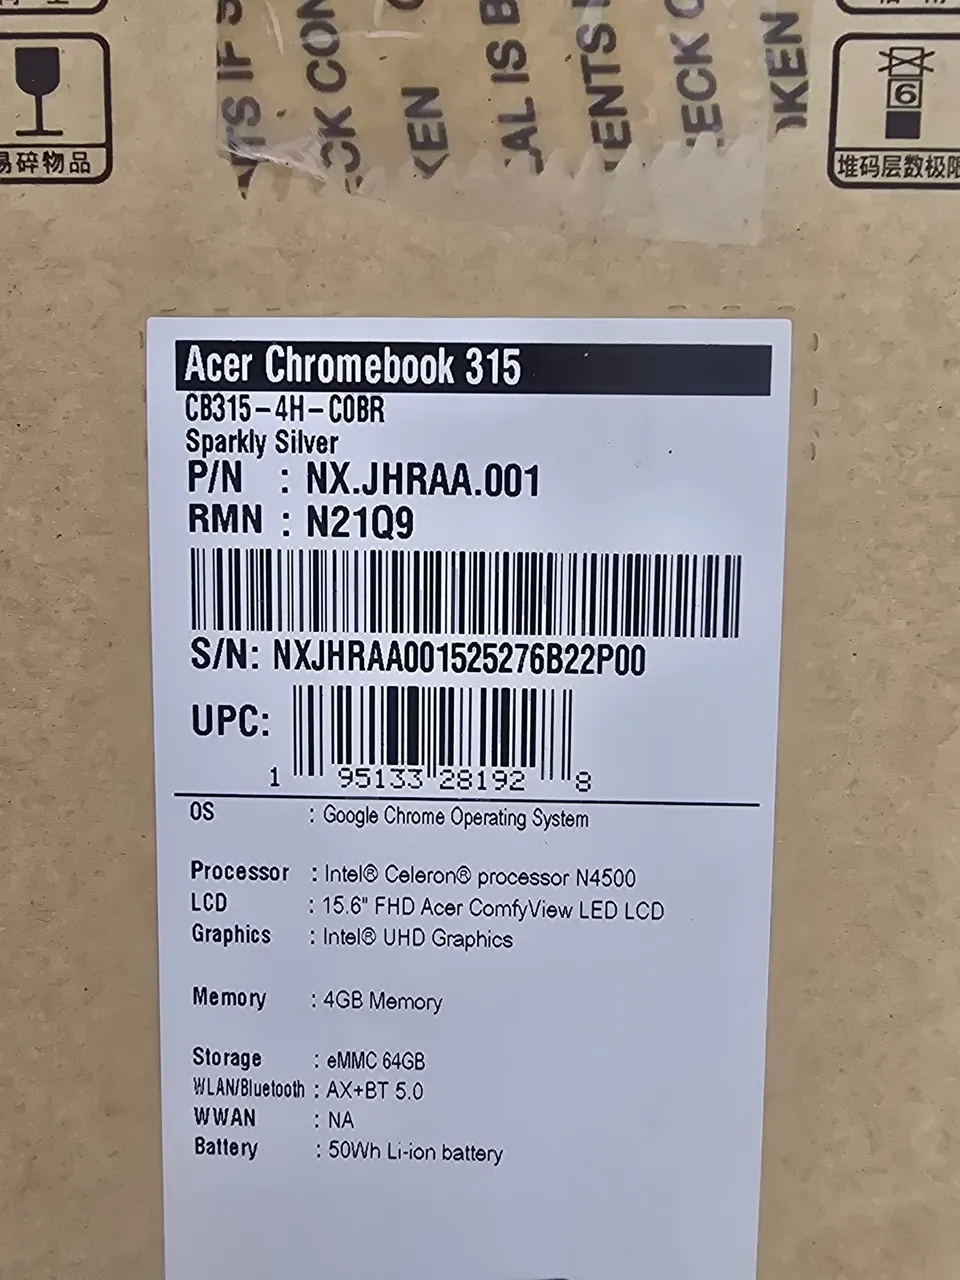 易碎物品
6
堆码层数极限
Acer Chromebook 315
CB315-4H-C0BR
Sparkly Silver
P/N : NX.JHRAA.001
RMN : N21Q9
S/N: NXJHRAA001525276B22P00
UPC:
1 95133 28192 8
OS : Google Chrome Operating System
Processor : Intel® Celeron® processor N4500
LCD : 15.6" FHD Acer ComfyView LED LCD
Graphics : Intel® UHD Graphics
Memory : 4GB Memory
Storage : eMMC 64GB
WLAN/Bluetooth : AX+BT 5.0
WWAN : NA
Battery : 50Wh Li-ion battery